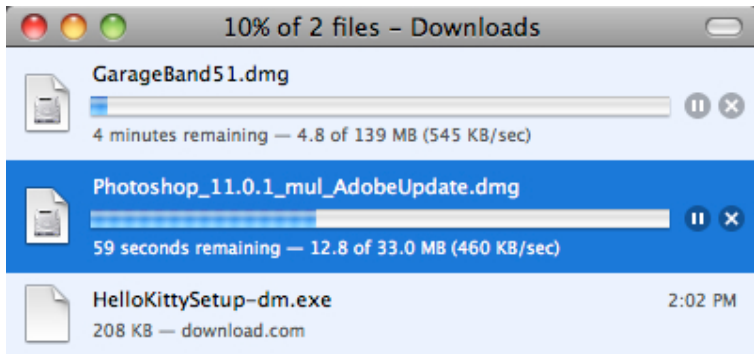 10% of 2 files – Downloads
GarageBand51.dmg
4 minutes remaining — 4.8 of 139 MB (545 KB/sec)
Photoshop_11.0.1_mul_AdobeUpdate.dmg
59 seconds remaining — 12.8 of 33.0 MB (460 KB/sec)
HelloKittySetup-dm.exe 2:02 PM
208 KB — download.com